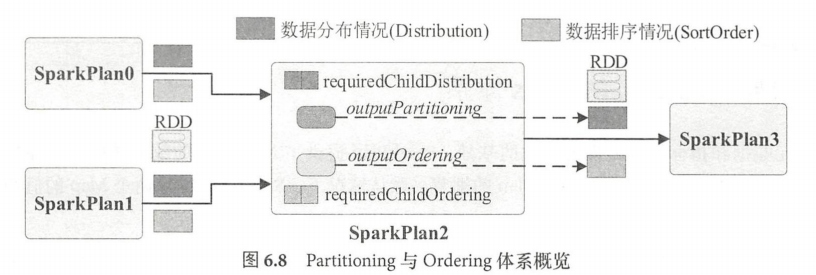 数据分布情况(Distribution)
数据排序情况(SortOrder)
SparkPlan0
RDD
SparkPlan1
requiredChildDistribution
outputPartitioning
outputOrdering
requiredChildOrdering
SparkPlan2
RDD
SparkPlan3
图 6.8 Partitioning 与 Ordering 体系概览